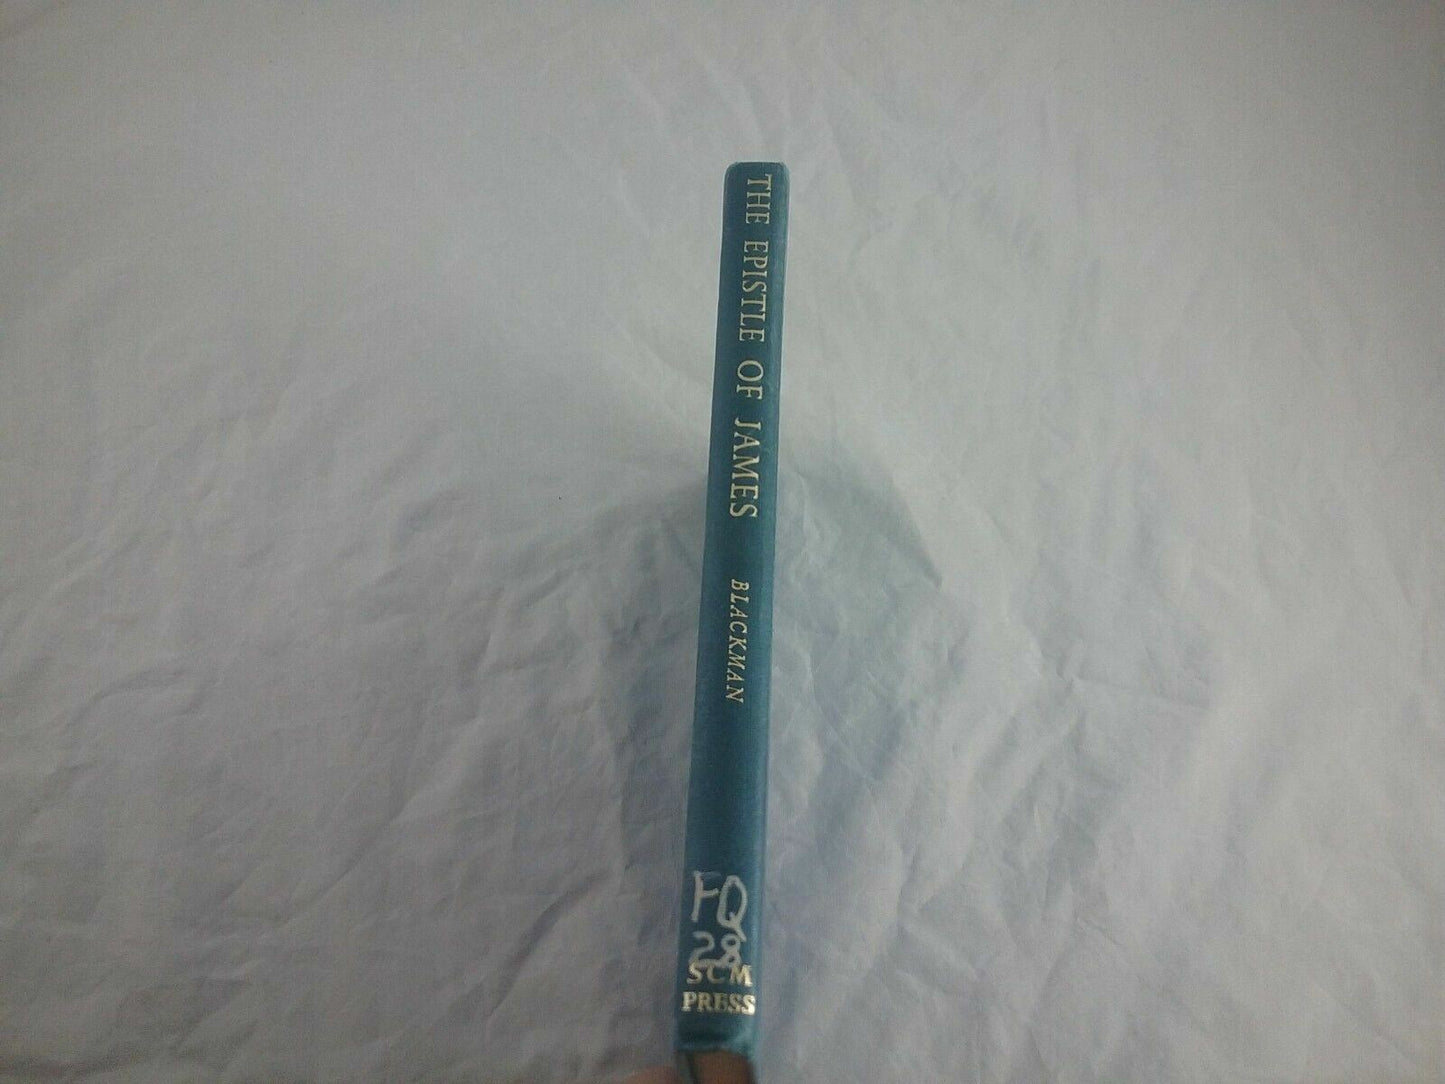 THE EPISTLE OF JAMES
BLACKMAN
FQ
28
SCM
PRESS